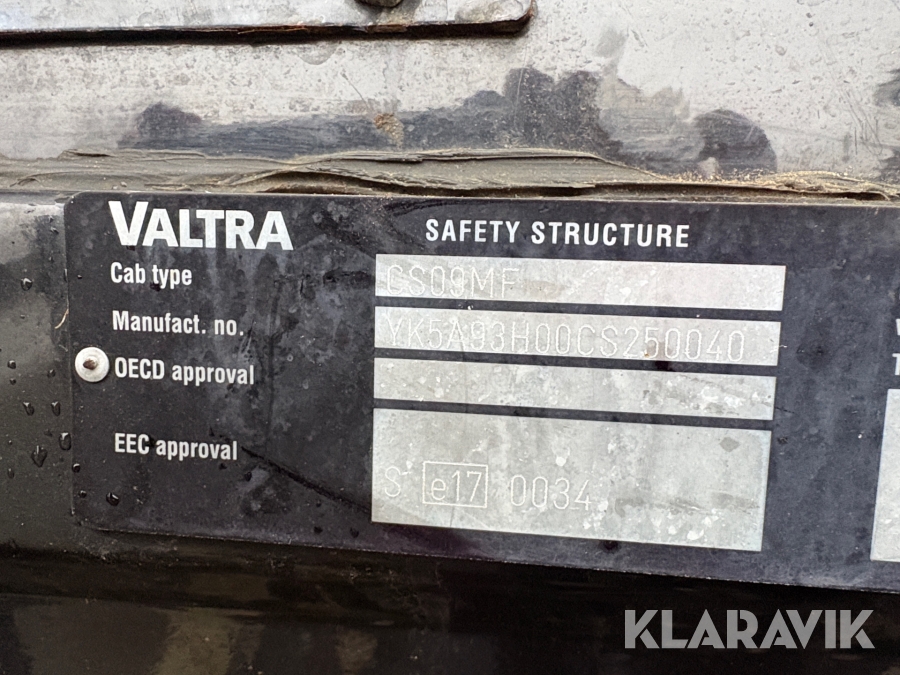 VALTRA SAFETY STRUCTURE
Cab type CS09MF
Manufact. no. YK5A93H00CS250040
OECD approval
EEC approval
S e17 0034
KLARAVIK